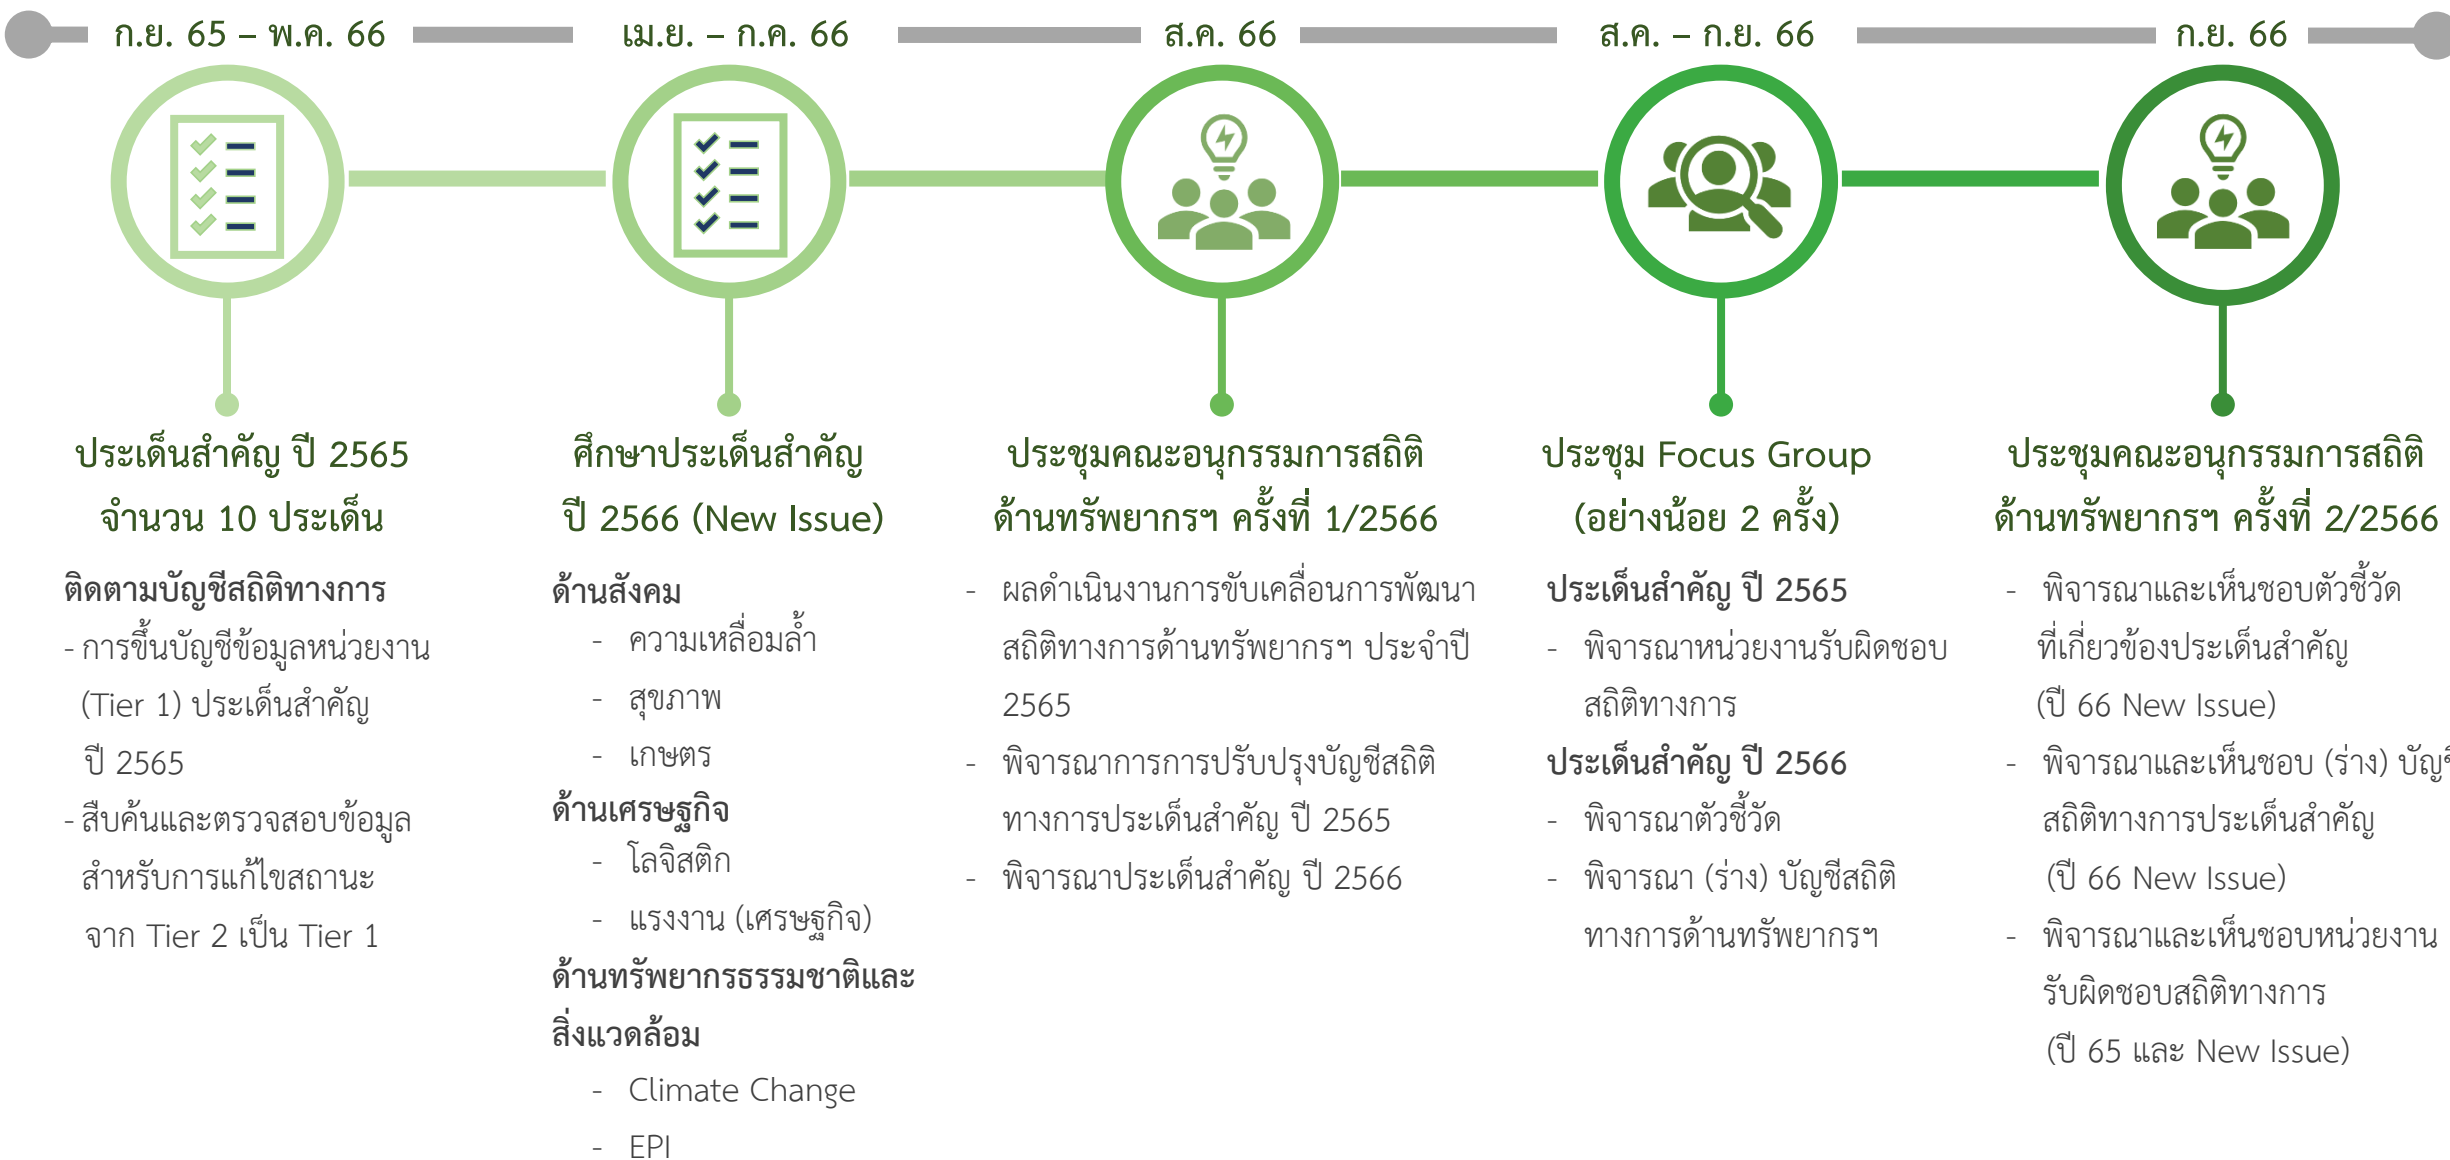 ก.ย. 65 – พ.ค. 66
เม.ย. – ก.ค. 66
ส.ค. 66
ส.ค. – ก.ย. 66
ก.ย. 66
ประเด็นสำคัญ ปี 2565
จำนวน 10 ประเด็น
ติดตามบัญชีสถิติทางการ
- การขึ้นบัญชีข้อมูลหน่วยงาน
(Tier 1) ประเด็นสำคัญ
ปี 2565
- สืบค้นและตรวจสอบข้อมูล
สำหรับการแก้ไขสถานะ
จาก Tier 2 เป็น Tier 1
ศึกษาประเด็นสำคัญ
ปี 2566 (New Issue)
ด้านสังคม
- ความเหลื่อมล้ำ
- สุขภาพ
- เกษตร
ด้านเศรษฐกิจ
- โลจิสติก
- แรงงาน (เศรษฐกิจ)
ด้านทรัพยากรธรรมชาติและ
สิ่งแวดล้อม
- Climate Change
- EPI
ประชุมคณะอนุกรรมการสถิติ
ด้านทรัพยากรฯ ครั้งที่ 1/2566
- ผลดำเนินงานการขับเคลื่อนการพัฒนา
สถิติทางการด้านทรัพยากรฯ ประจำปี
2565
- พิจารณาการการปรับปรุงบัญชีสถิติ
ทางการประเด็นสำคัญ ปี 2565
- พิจารณาประเด็นสำคัญ ปี 2566
ประชุม Focus Group
(อย่างน้อย 2 ครั้ง)
ประเด็นสำคัญ ปี 2565
- พิจารณาหน่วยงานรับผิดชอบ
สถิติทางการ
ประเด็นสำคัญ ปี 2566
- พิจารณาตัวชี้วัด
- พิจารณา (ร่าง) บัญชีสถิติ
ทางการด้านทรัพยากรฯ
ประชุมคณะอนุกรรมการสถิติ
ด้านทรัพยากรฯ ครั้งที่ 2/2566
- พิจารณาและเห็นชอบตัวชี้วัด
ที่เกี่ยวข้องประเด็นสำคัญ
(ปี 66 New Issue)
- พิจารณาและเห็นชอบ (ร่าง) บัญชี
สถิติทางการประเด็นสำคัญ
(ปี 66 New Issue)
- พิจารณาและเห็นชอบหน่วยงาน
รับผิดชอบสถิติทางการ
(ปี 65 และ New Issue)